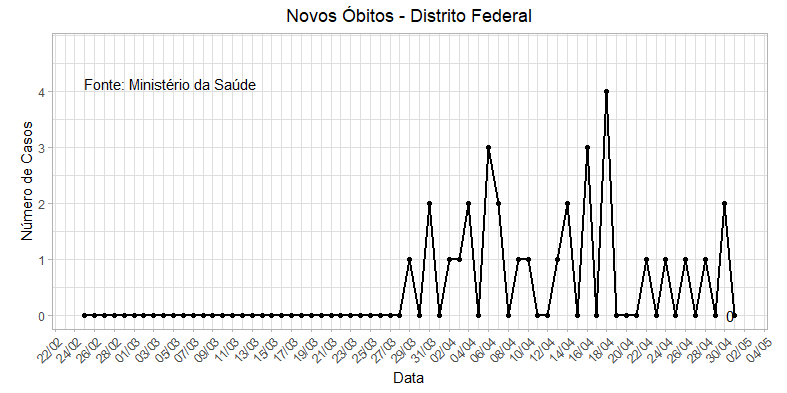 Novos Óbitos - Distrito Federal
Fonte: Ministério da Saúde
Número de Casos
4
3
2
1
0
0
22/02 24/02 26/02 28/02 01/03 03/03 05/03 07/03 09/03 11/03 13/03 15/03 17/03 19/03 21/03 23/03 25/03 27/03 29/03 31/03 02/04 04/04 06/04 08/04 10/04 12/04 14/04 16/04 18/04 20/04 22/04 24/04 26/04 28/04 30/04 02/05 04/05
Data